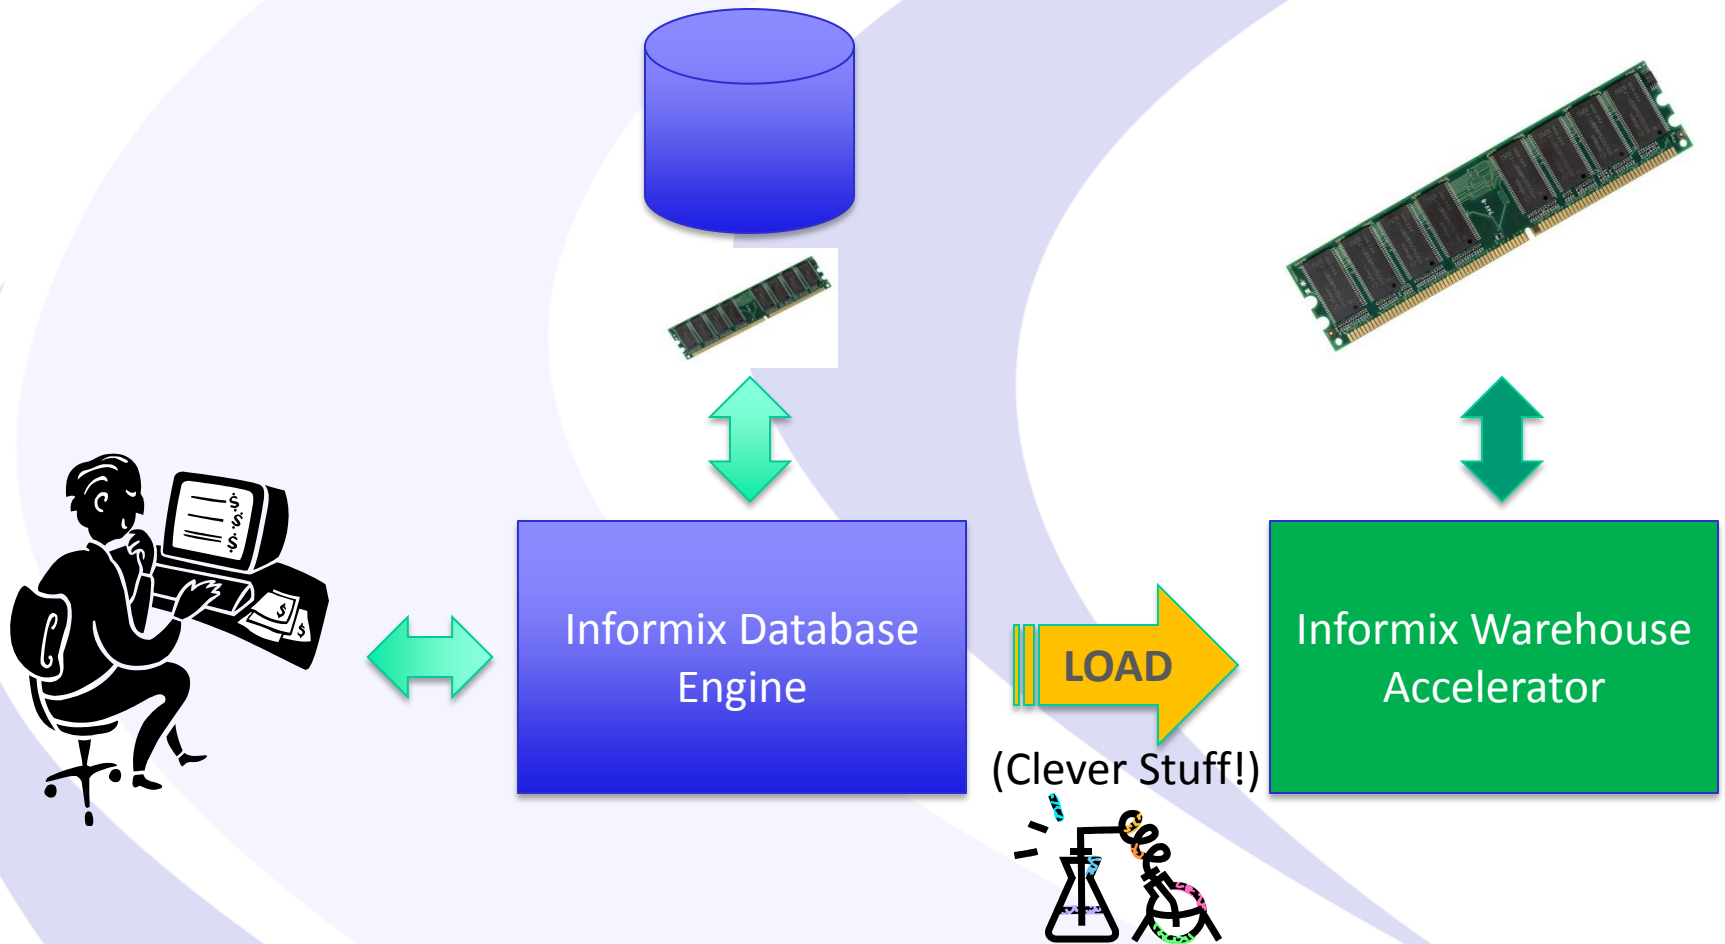 Informix Database
Engine
LOAD
(Clever Stuff!)
Informix Warehouse
Accelerator
$
$
$
$
$